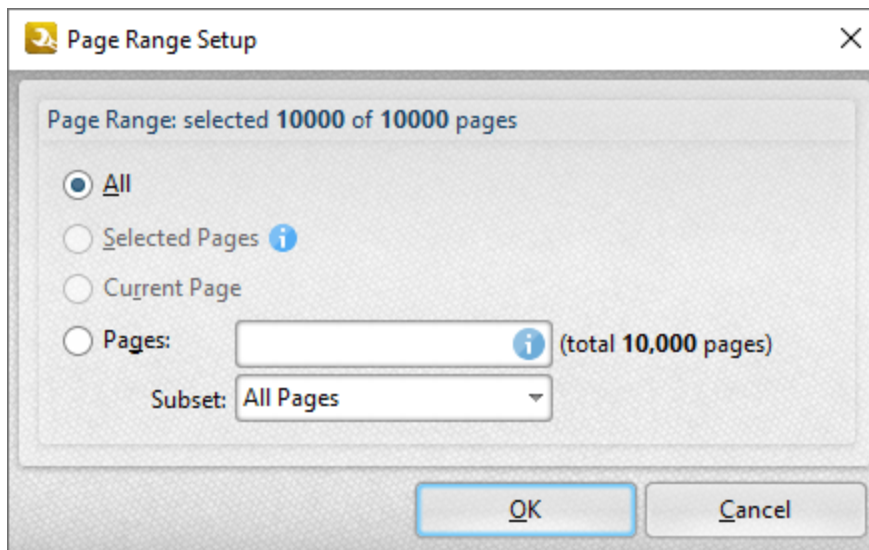 Page Range Setup
Page Range: selected 10000 of 10000 pages
All
Selected Pages
Current Page
Pages: (total 10,000 pages)
Subset: All Pages
OK Cancel